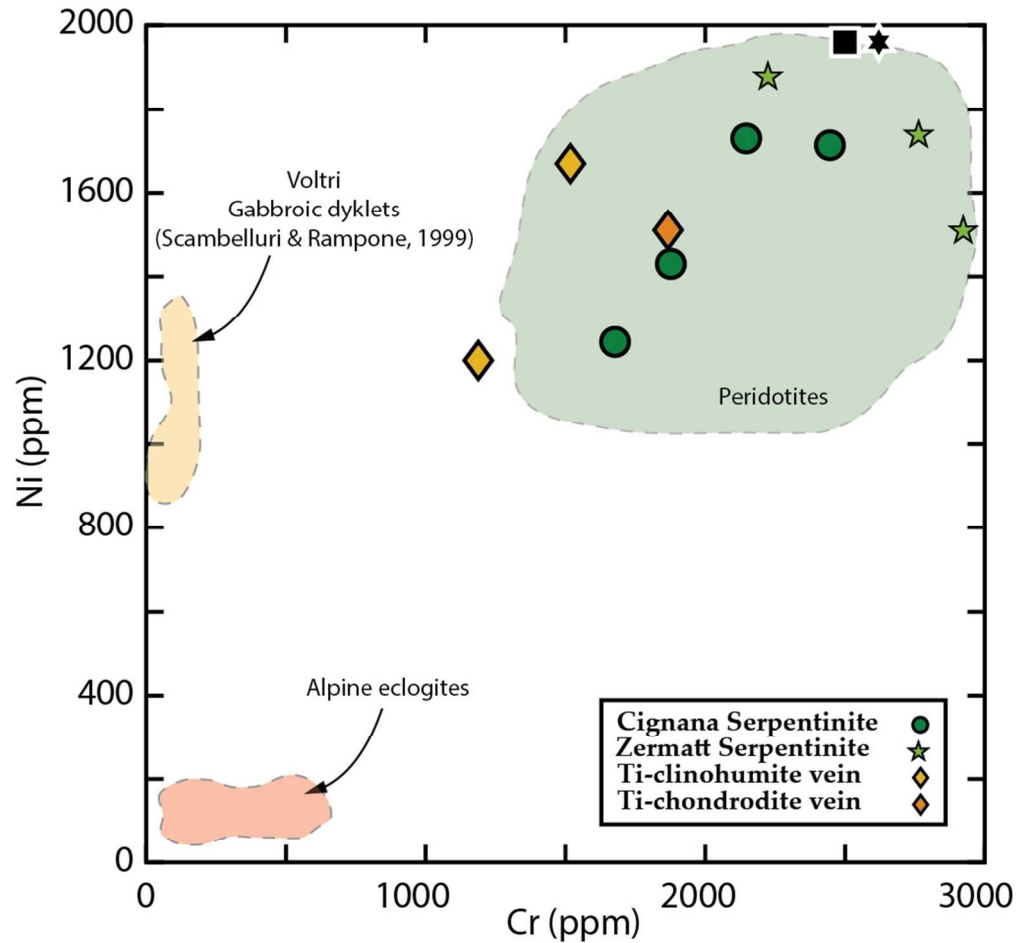 2000
1600
1200
800
400
0
Ni (ppm)
Voltri
Gabbroic dyklets
(Scambelluri & Rampone, 1999)
Peridotites
Alpine eclogites
Cignana Serpentinite
Zermatt Serpentinite
Ti-clinohumite vein
Ti-chondrodite vein
0
1000
2000
3000
Cr (ppm)